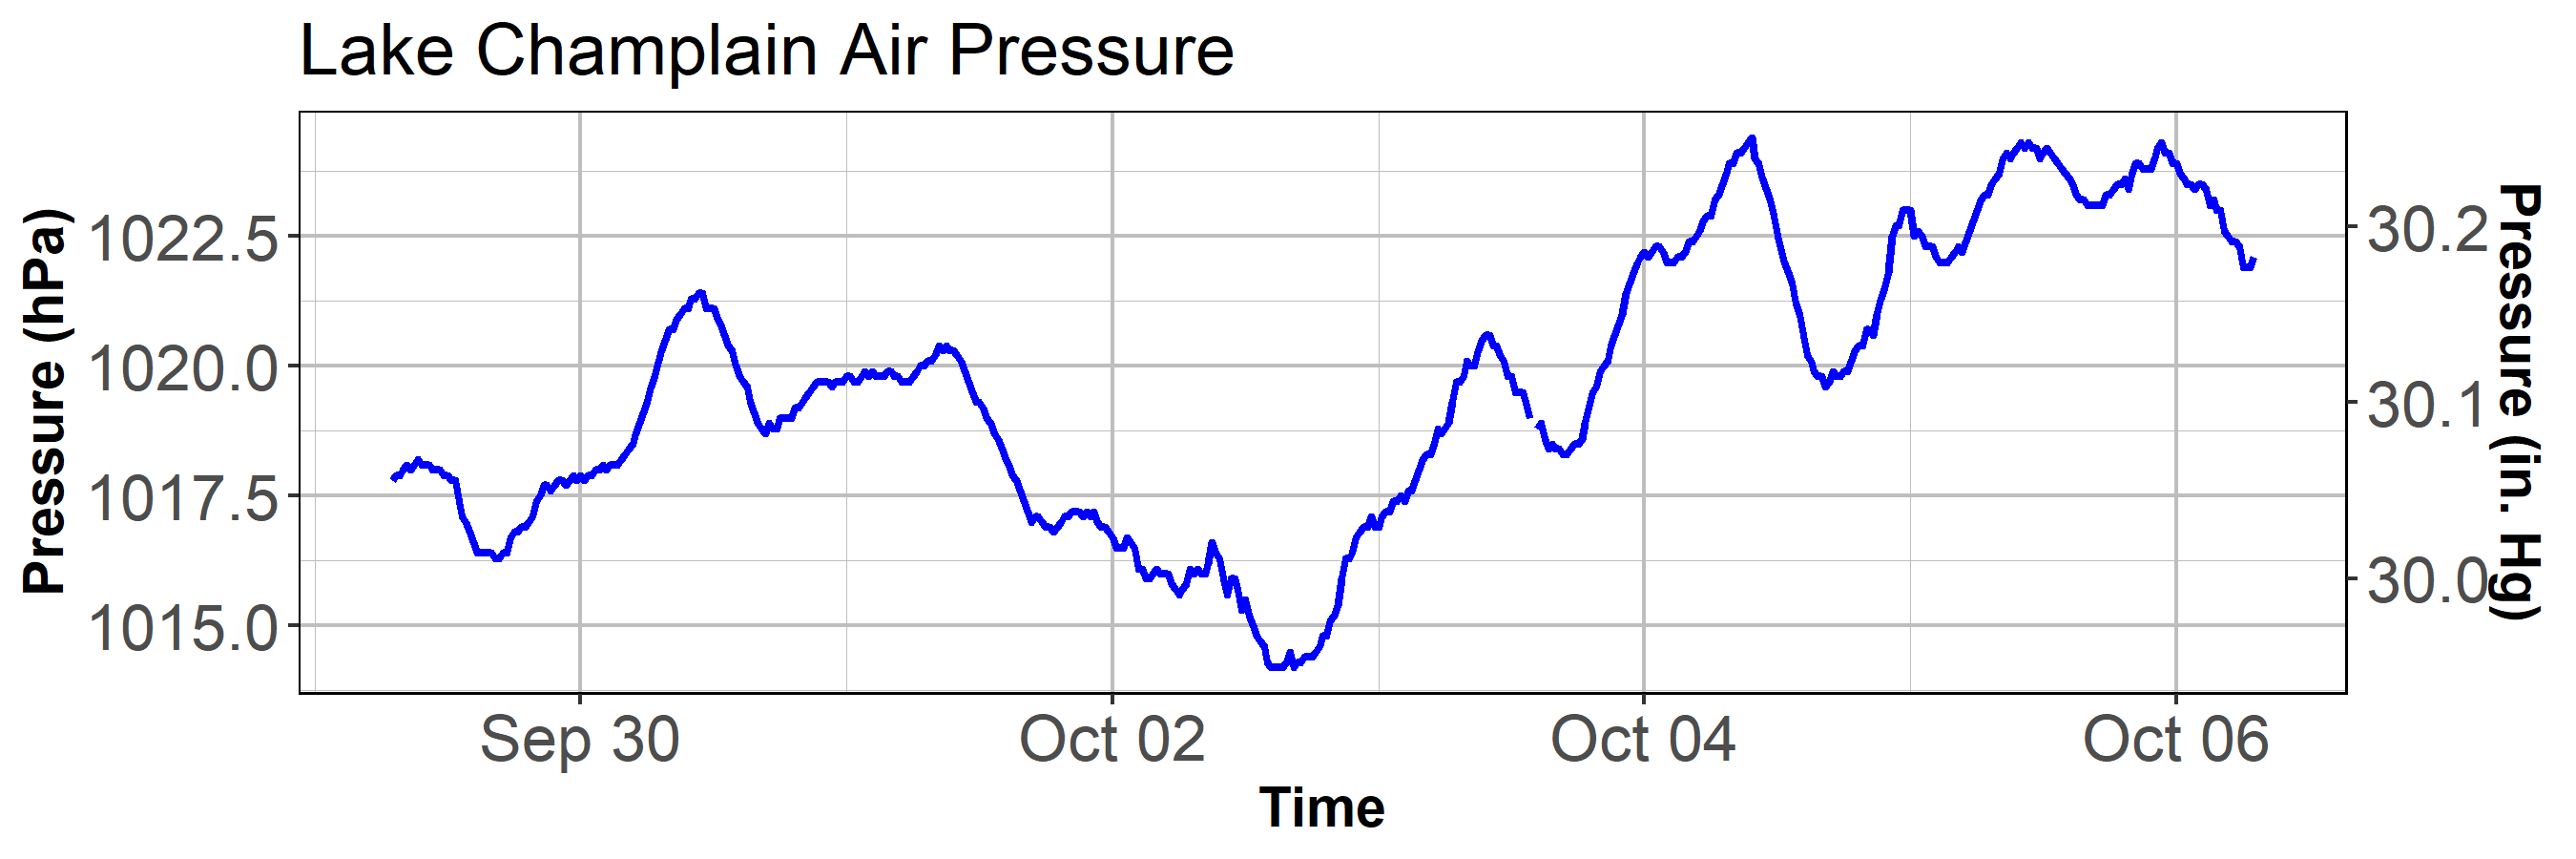 Lake Champlain Air Pressure
Pressure (hPa)
1022.5
1020.0
1017.5
1015.0
30.2
30.1
30.0
Pressure (in. Hg)
Sep 30
Oct 02
Oct 04
Oct 06
Time